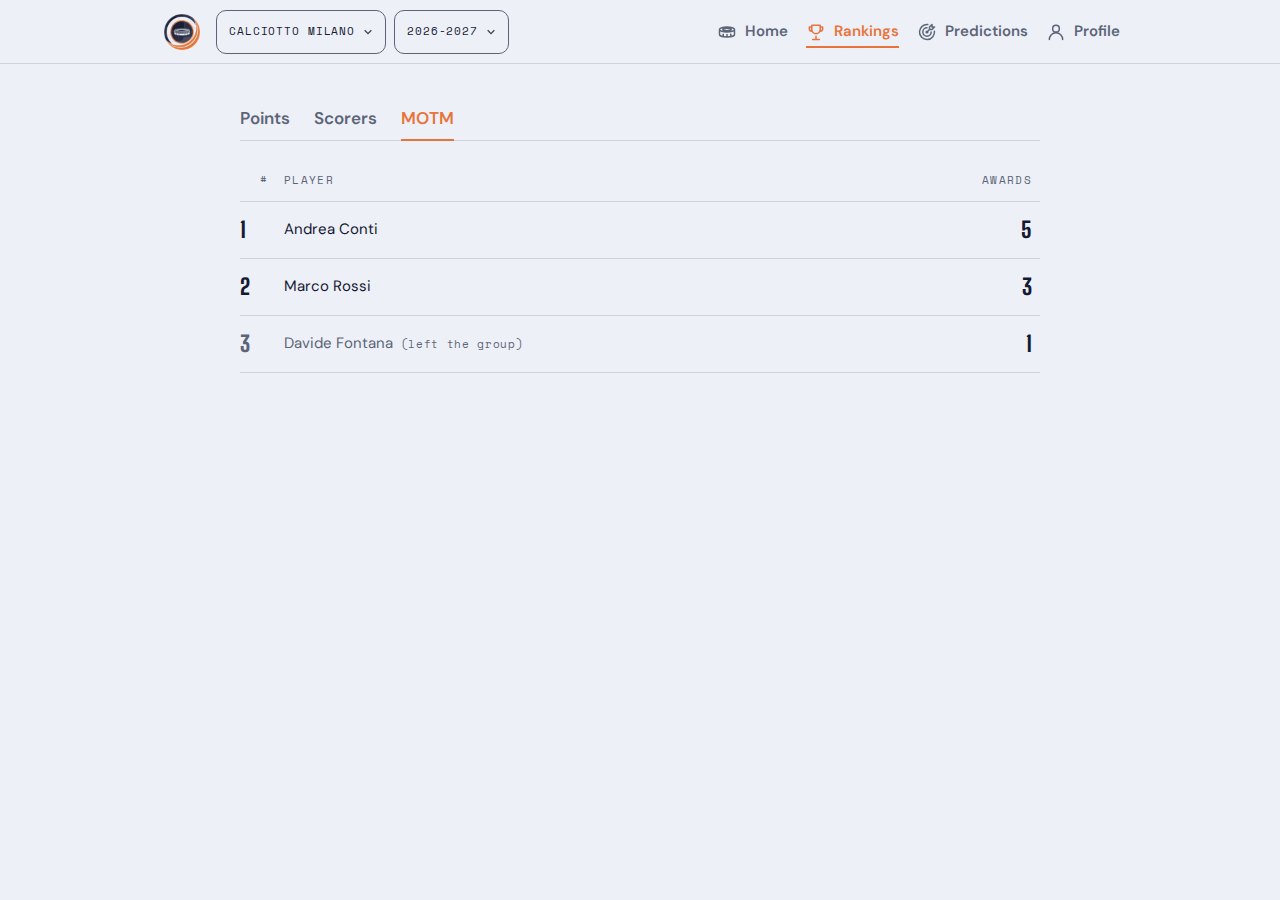 CALCIOTTO MILANO 2026-2027 Home Rankings Predictions Profile
Points Scorers MOTM
# PLAYER AWARDS
1 Andrea Conti 5
2 Marco Rossi 3
3 Davide Fontana (left the group) 1